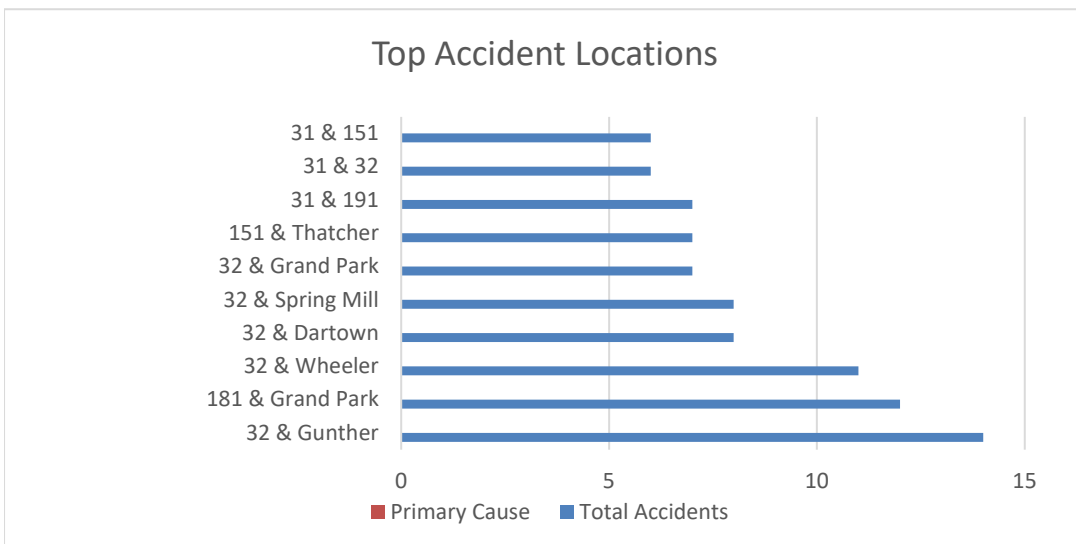 Top Accident Locations
31 & 151
31 & 32
31 & 191
151 & Thatcher
32 & Grand Park
32 & Spring Mill
32 & Dartown
32 & Wheeler
181 & Grand Park
32 & Gunther
0 5 10 15
Primary Cause Total Accidents